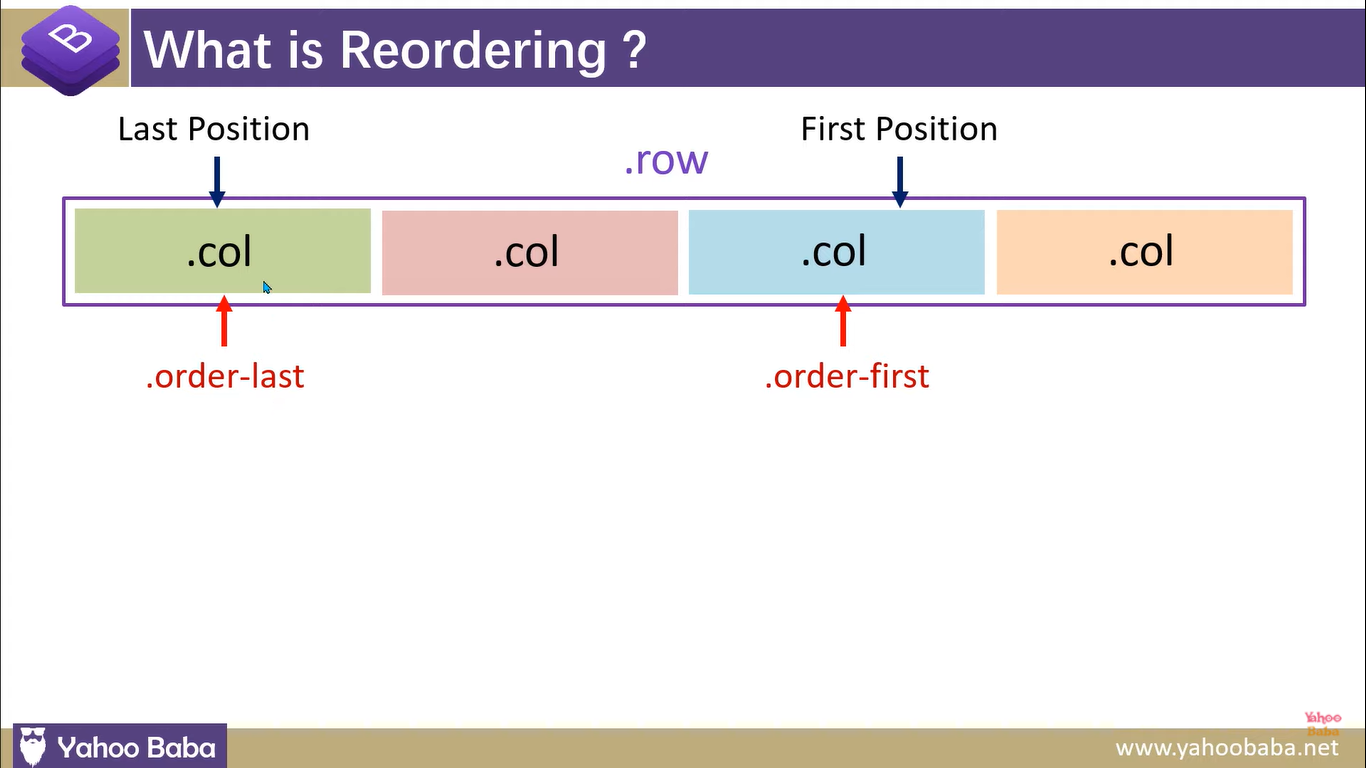 B
What is Reordering ?
Last Position
First Position
.row
.col
.col
.col
.col
.order-last
.order-first
Yahoo
Baba
Yahoo Baba
www.yahoobaba.net